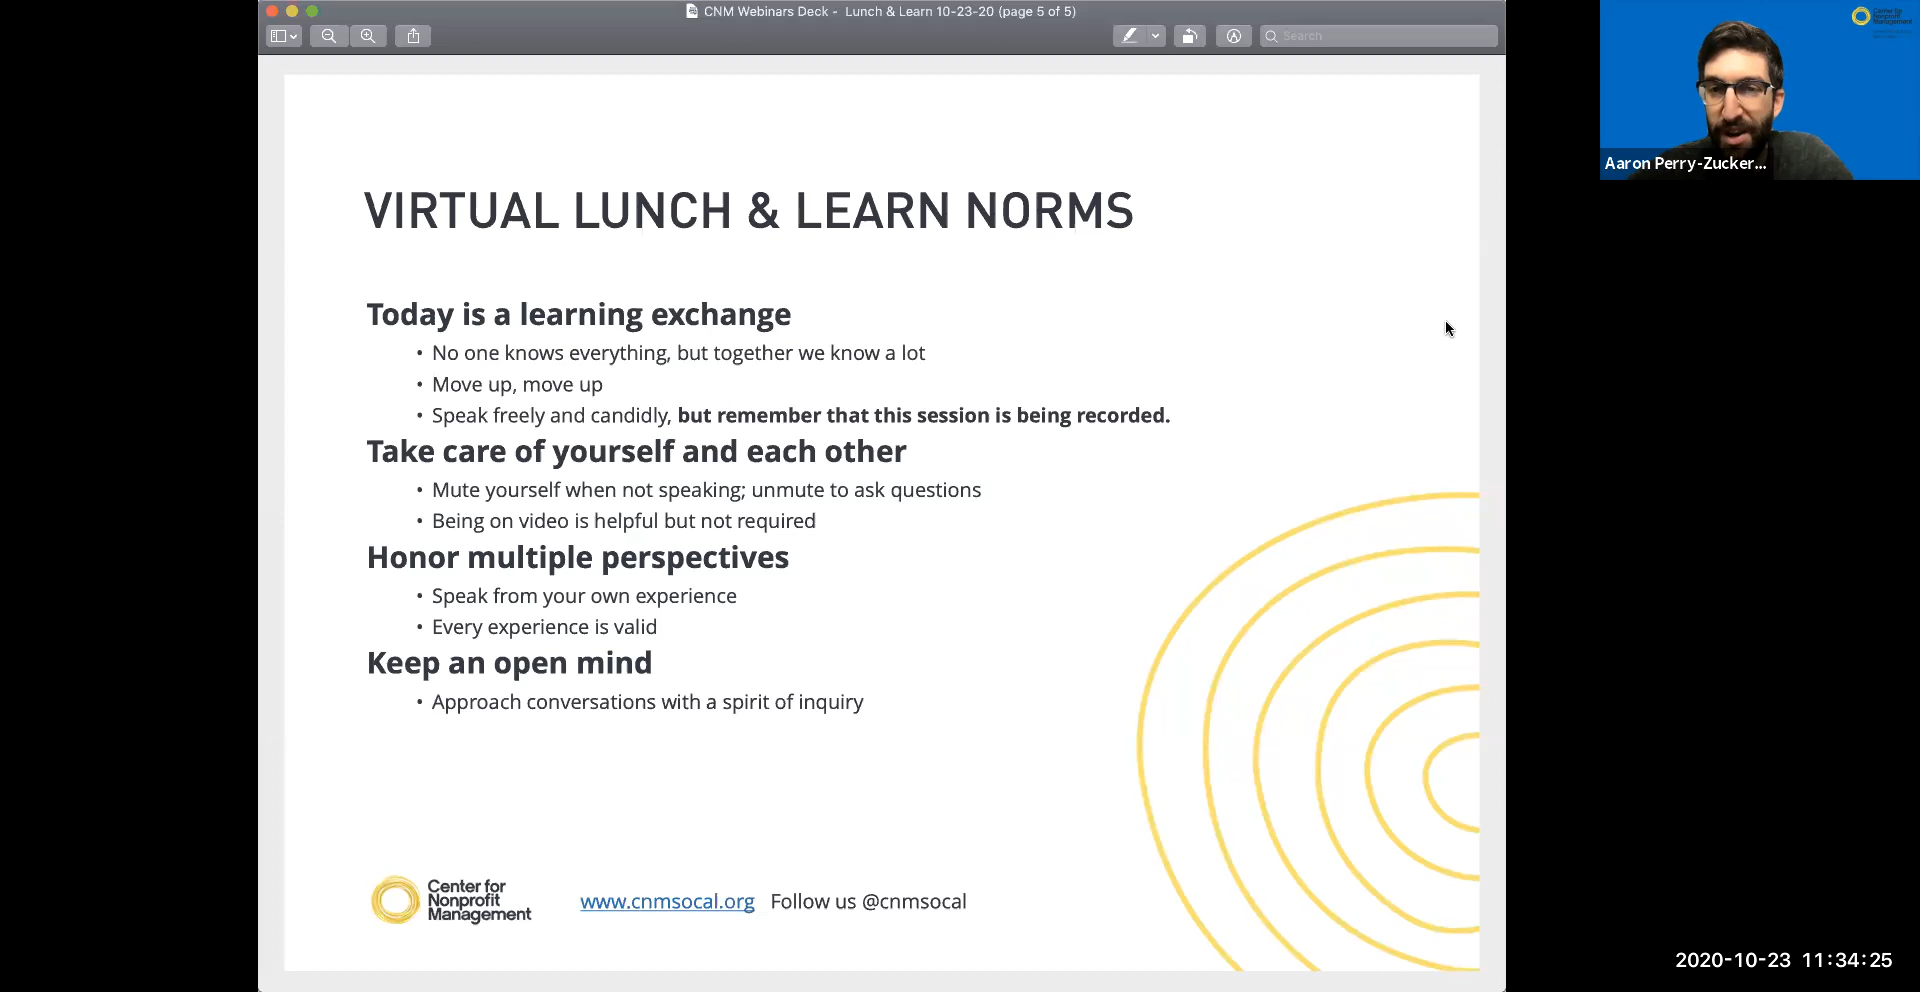 CNM Webinars Deck - Lunch & Learn 10-23-20 (page 5 of 5)
Search
VIRTUAL LUNCH & LEARN NORMS
Today is a learning exchange
• No one knows everything, but together we know a lot
• Move up, move up
• Speak freely and candidly, but remember that this session is being recorded.
Take care of yourself and each other
• Mute yourself when not speaking; unmute to ask questions
• Being on video is helpful but not required
Honor multiple perspectives
• Speak from your own experience
• Every experience is valid
Keep an open mind
• Approach conversations with a spirit of inquiry
Center for
Nonprofit
Management
www.cnmsocal.org Follow us @cnmsocal
Center for
Nonprofit
Management
Aaron Perry-Zucker...
2020-10-23 11:34:25